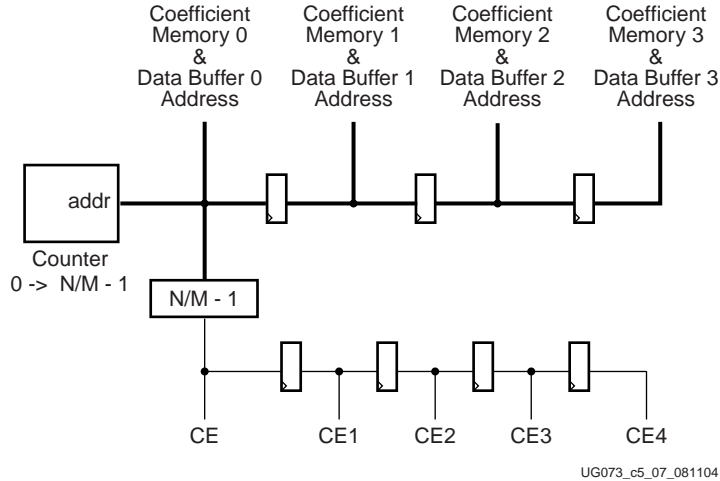 Coefficient
Memory 0
&
Data Buffer 0
Address
Coefficient
Memory 1
&
Data Buffer 1
Address
Coefficient
Memory 2
&
Data Buffer 2
Address
Coefficient
Memory 3
&
Data Buffer 3
Address
addr
Counter
0 -> N/M - 1
N/M - 1
CE
CE1
CE2
CE3
CE4
UG073_c5_07_081104